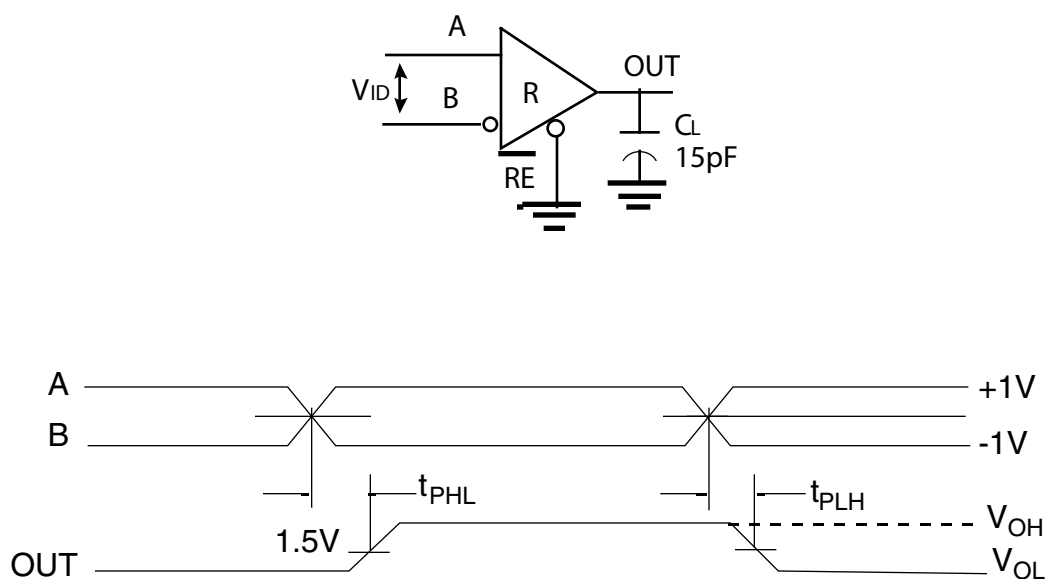 A
OUT
VID
B
R
CL
15pF
RE
A
+1V
B
-1V
tPHL
tPLH
1.5V
VOH
OUT
VOL